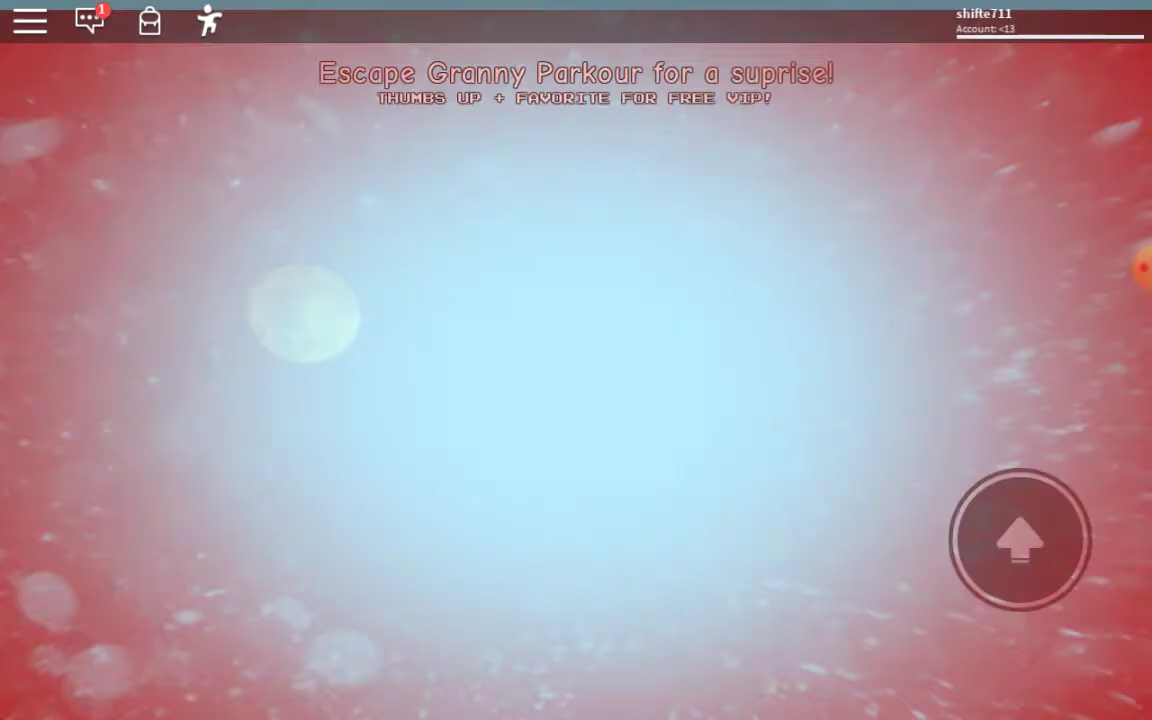 1
shifte711
Account: <13
Escape Granny Parkour for a suprise!
THUMBS UP + FAVORITE FOR FREE VIP!